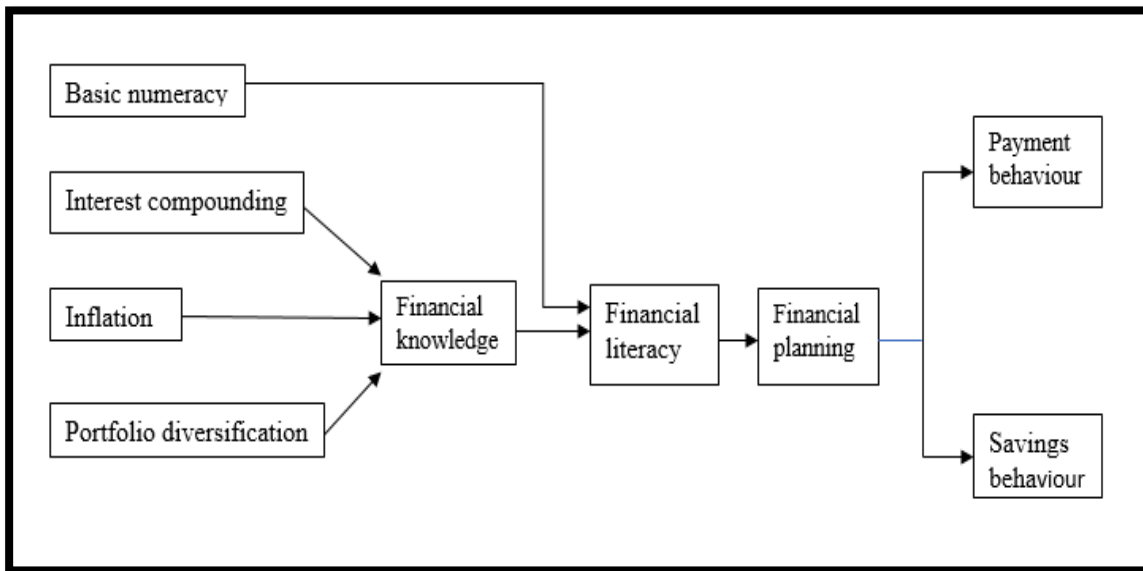 Basic numeracy
Interest compounding
Inflation
Portfolio diversification
Financial
knowledge
Financial
literacy
Financial
planning
Payment
behaviour
Savings
behaviour